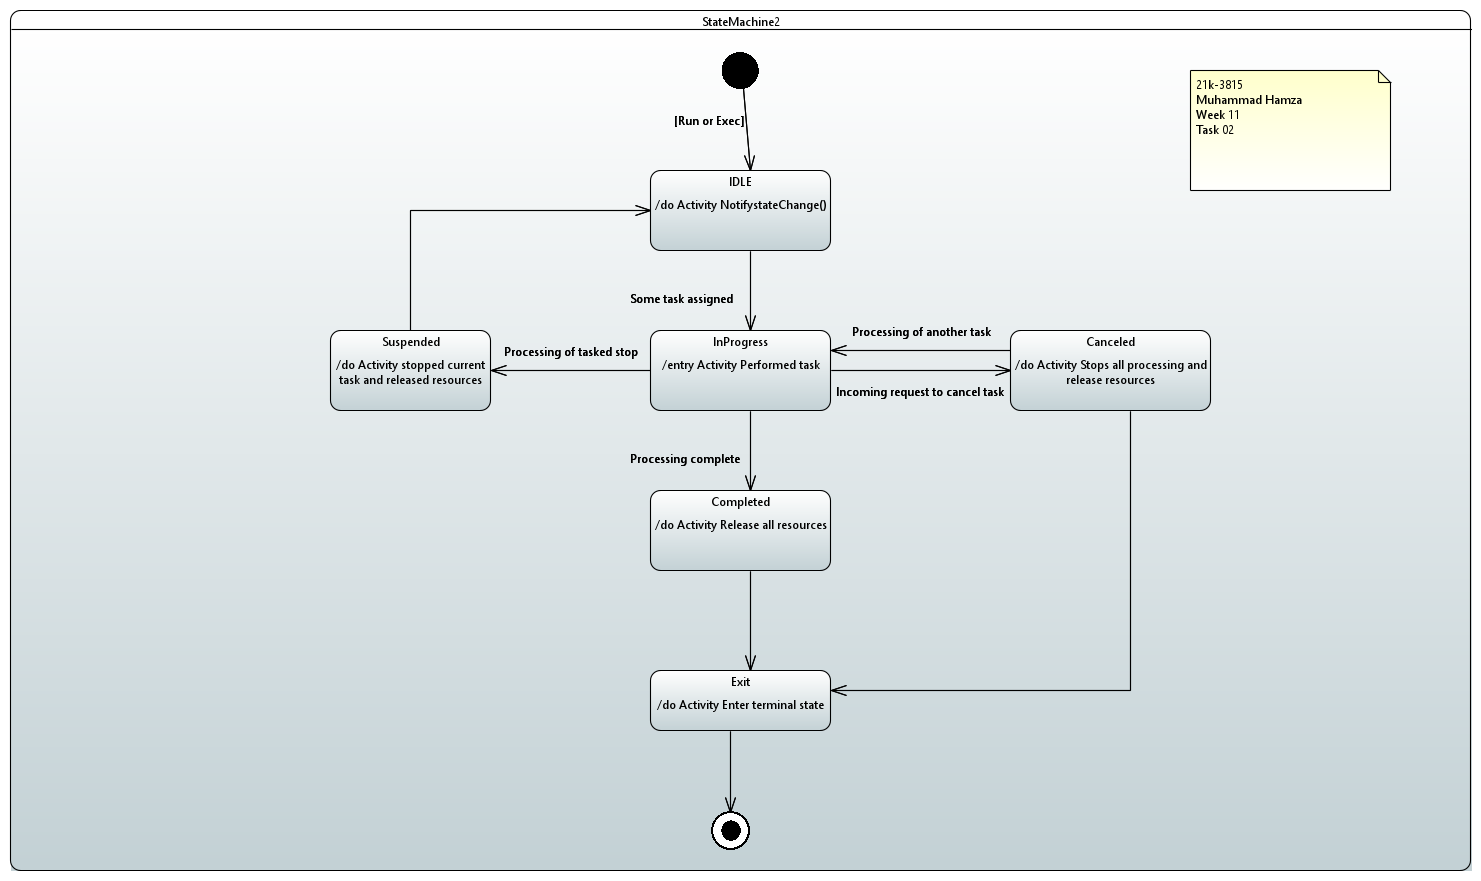 StateMachine2
21k-3815
Muhammad Hamza
Week 11
Task 02
[Run or Exec]
IDLE
/do Activity NotifystateChange()
Some task assigned
Suspended
/do Activity stopped current
task and released resources
Processing of tasked stop
InProgress
/entry Activity Performed task
Processing of another task
Incoming request to cancel task
Canceled
/do Activity Stops all processing and
release resources
Processing complete
Completed
/do Activity Release all resources
Exit
/do Activity Enter terminal state